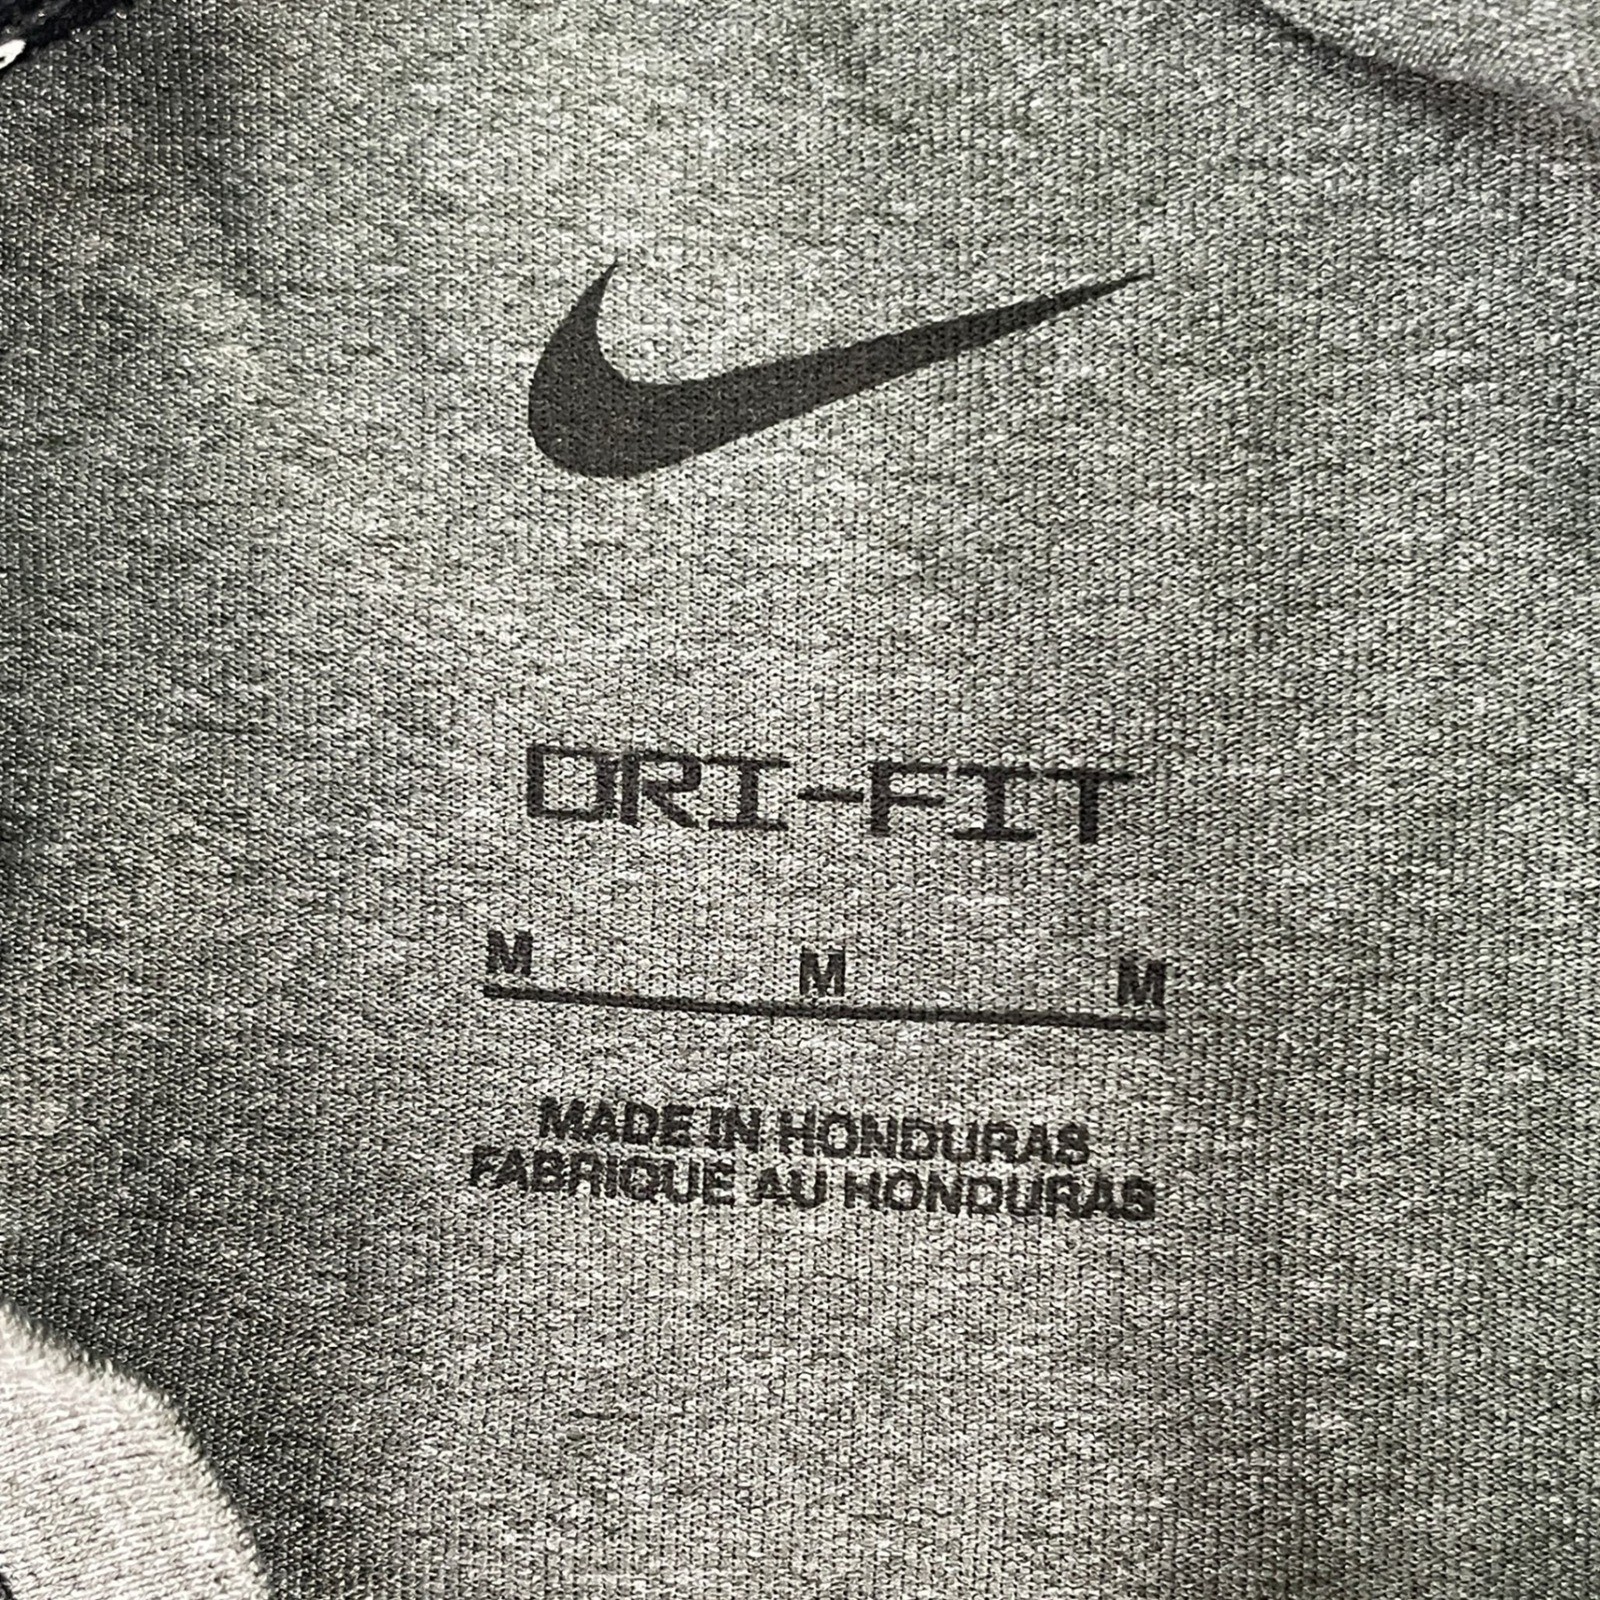 DRI-FIT
M M M
MADE IN HONDURAS
FABRIQUE AU HONDURAS